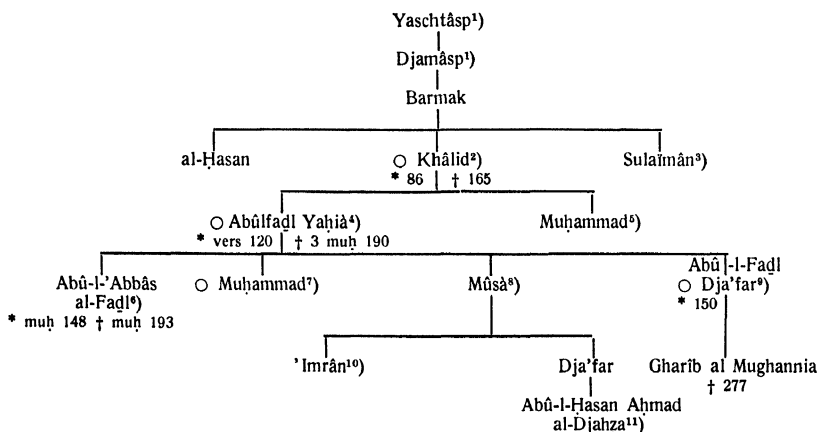 Yaschtâsp¹)
Djamâsp¹)
Barmak
al-Ḥasan
○ Khâlid²)
Sulaïmân³)
* 86 † 165
○ Abûlfaḍl Yaḥià⁴)
Muḥammad⁵)
* vers 120 † 3 muḥ 190
Abû-l-'Abbâs
al-Faḍl⁶)
* muḥ 148 † muḥ 193
○ Muḥammad⁷)
Mûsà⁸)
Abû-l-Faḍl
○ Dja'far⁹)
* 150
'Imrân¹⁰)
Dja'far
Gharîb al Mughannia
† 277
Abû-l-Ḥasan Aḥmad
al-Djahza¹¹)